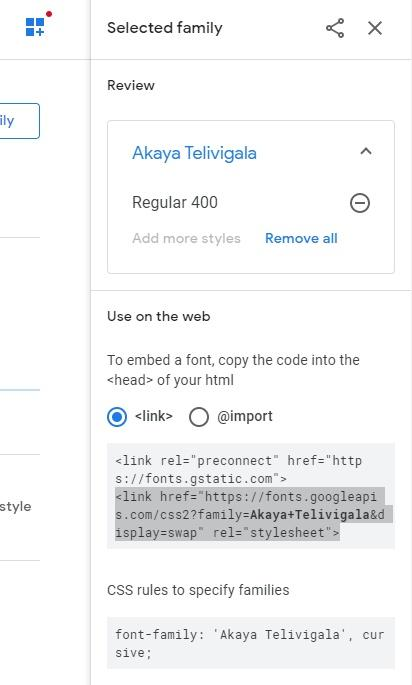 Selected family
Review
ily
Akaya Telivigala
Regular 400
Add more styles Remove all
Use on the web
To embed a font, copy the code into the
<head> of your html
<link> @import
<link rel="preconnect" href="http
s://fonts.gstatic.com">
<link href="https://fonts.googleapi
s.com/css2?family=Akaya+Telivigala&d
isplay=swap" rel="stylesheet">
style
CSS rules to specify families
font-family: 'Akaya Telivigala', cur
sive;